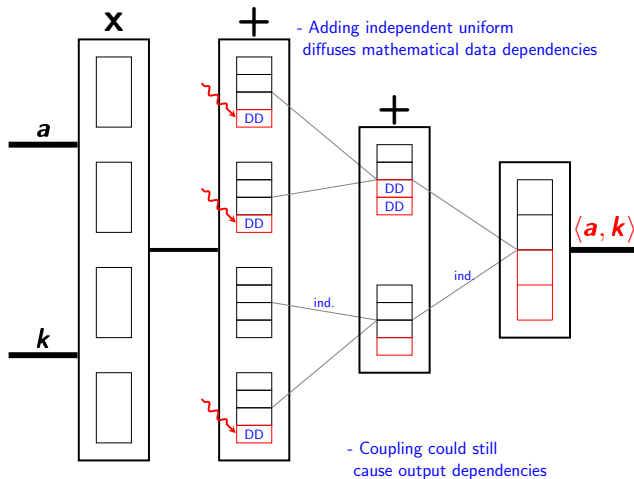 x
+
- Adding independent uniform
diffuses mathematical data dependencies
+
a
DD
DD
DD
DD
⟨a, k⟩
ind.
ind.
k
DD
- Coupling could still
cause output dependencies